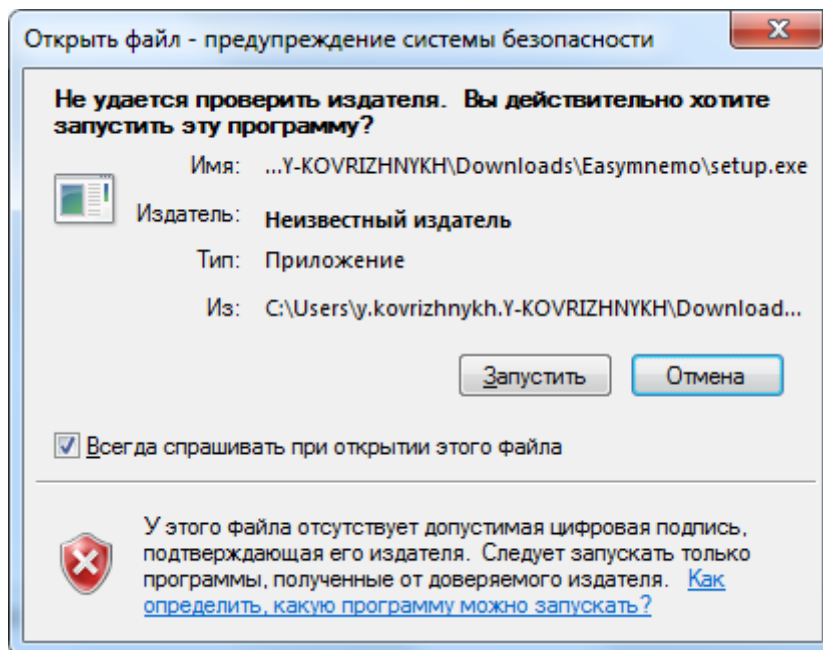 Открыть файл - предупреждение системы безопасности
Не удается проверить издателя. Вы действительно хотите
запустить эту программу?
Имя: ...Y-KOVRIZHNYKH\Downloads\Easymnemo\setup.exe
Издатель: Неизвестный издатель
Тип: Приложение
Из: C:\Users\y.kovrizhnykh.Y-KOVRIZHNYKH\Download...
Запустить Отмена
Всегда спрашивать при открытии этого файла
У этого файла отсутствует допустимая цифровая подпись,
подтверждающая его издателя. Следует запускать только
программы, полученные от доверяемого издателя. Как
определить, какую программу можно запускать?